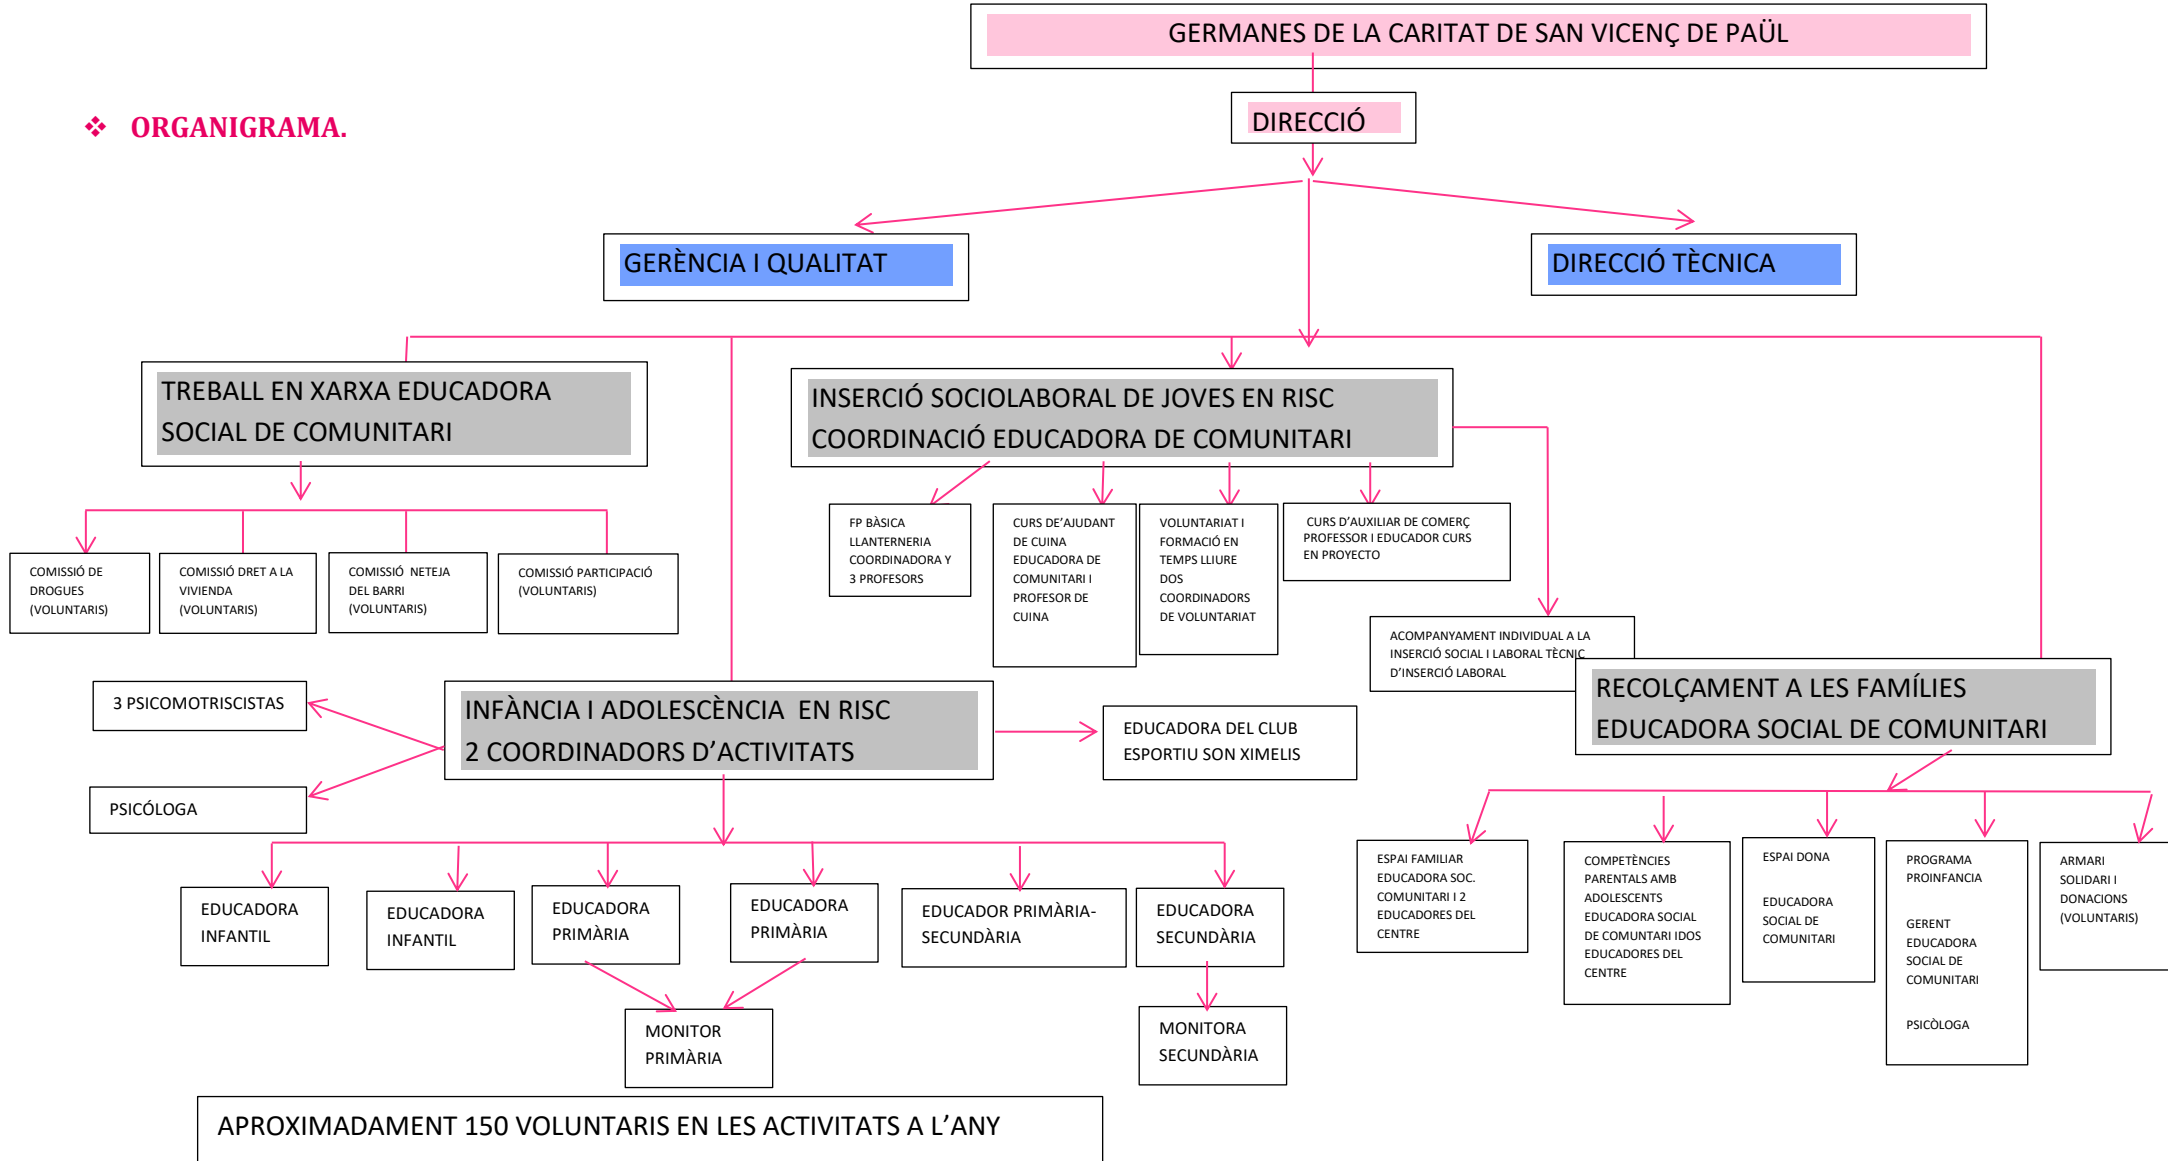 GERMANES DE LA CARITAT DE SAN VICENÇ DE PAÜL
DIRECCIÓ
❖ ORGANIGRAMA.
GERÈNCIA I QUALITAT
DIRECCIÓ TÈCNICA
TREBALL EN XARXA EDUCADORA
SOCIAL DE COMUNITARI
INSERCIÓ SOCIOLABORAL DE JOVES EN RISC
COORDINACIÓ EDUCADORA DE COMUNITARI
COMISSIÓ DE
DROGUES
(VOLUNTARIS)
COMISSIÓ DRET A LA
VIVIENDA
(VOLUNTARIS)
COMISSIÓ  NETEJA
DEL BARRI
(VOLUNTARIS)
COMISSIÓ PARTICIPACIÓ
(VOLUNTARIS)
FP BÀSICA
LLANTERNERIA
COORDINADORA Y
3 PROFESORS
CURS DE'AJUDANT
DE CUINA
EDUCADORA DE
COMUNITARI I
PROFESOR DE
CUINA
VOLUNTARIAT I
FORMACIÓ EN
TEMPS LLIURE
DOS
COORDINADORS
DE VOLUNTARIAT
CURS D'AUXILIAR DE COMERÇ
PROFESSOR I EDUCADOR CURS
EN PROYECTO
ACOMPANYAMENT INDIVIDUAL A LA
INSERCIÓ SOCIAL I LABORAL TÈCNIC
D'INSERCIÓ LABORAL
RECOLÇAMENT A LES FAMÍLIES
EDUCADORA SOCIAL DE COMUNITARI
3 PSICOMOTRISCISTAS
PSICÓLOGA
INFÀNCIA I ADOLESCÈNCIA  EN RISC
2 COORDINADORS D'ACTIVITATS
EDUCADORA DEL CLUB
ESPORTIU SON XIMELIS
EDUCADORA
INFANTIL
EDUCADORA
INFANTIL
EDUCADORA
PRIMÀRIA
EDUCADORA
PRIMÀRIA
EDUCADOR PRIMÀRIA-
SECUNDÀRIA
EDUCADORA
SECUNDÀRIA
MONITOR
PRIMÀRIA
MONITORA
SECUNDÀRIA
ESPAI FAMILIAR
EDUCADORA SOC.
COMUNITARI I 2
EDUCADORES DEL
CENTRE
COMPETÈNCIES
PARENTALS AMB
ADOLESCENTS
EDUCADORA SOCIAL
DE COMUNTARI IDOS
EDUCADORES DEL
CENTRE
ESPAI DONA
EDUCADORA
SOCIAL DE
COMUNITARI
PROGRAMA
PROINFANCIA
GERENT
EDUCADORA
SOCIAL DE
COMUNITARI
PSICÒLOGA
ARMARI
SOLIDARI I
DONACIONS
(VOLUNTARIS)
APROXIMADAMENT 150 VOLUNTARIS EN LES ACTIVITATS A L'ANY